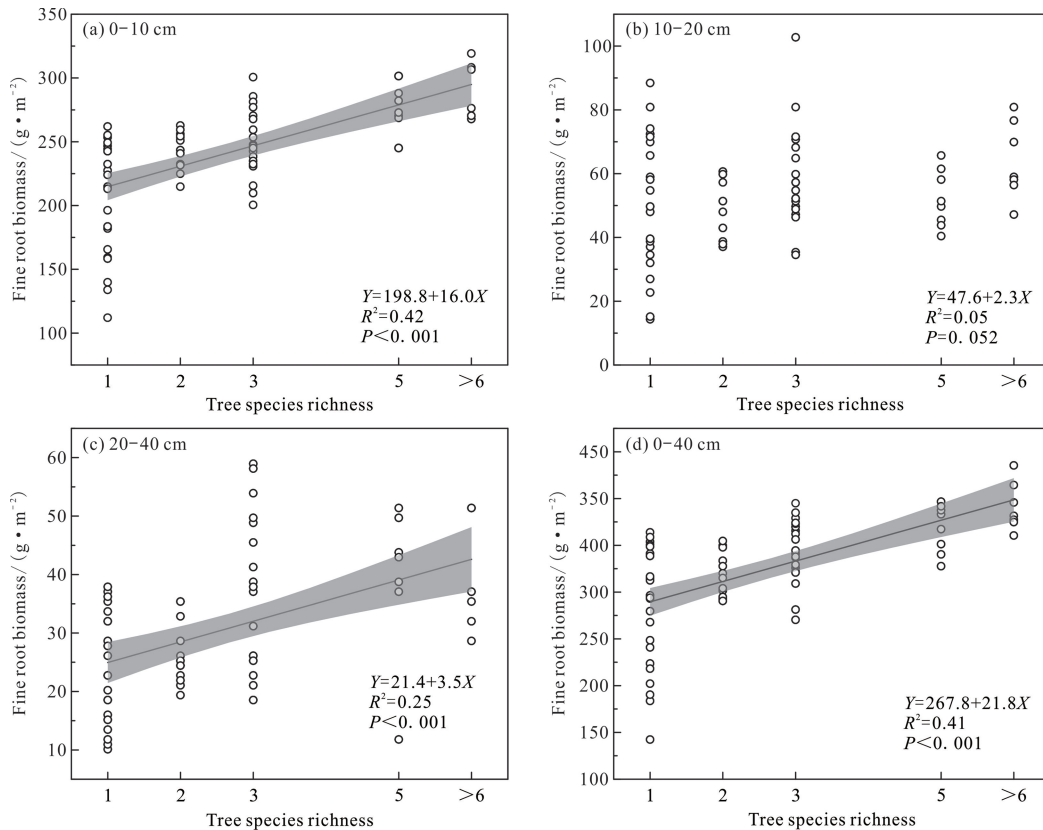 (a) 0-10 cm
350
300
250
200
150
100
Fine root biomass/ (g • m⁻²)
Y=198.8+16.0X
R²=0.42
P<0.001
1 2 3 5 >6
Tree species richness
(b) 10-20 cm
100
80
60
40
20
0
Fine root biomass/ (g • m⁻²)
Y=47.6+2.3X
R²=0.05
P=0.052
1 2 3 5 >6
Tree species richness
(c) 20-40 cm
60
50
40
30
20
10
Fine root biomass/ (g • m⁻²)
Y=21.4+3.5X
R²=0.25
P<0.001
1 2 3 5 >6
Tree species richness
(d) 0-40 cm
450
350
400
300
250
200
150
100
Fine root biomass/ (g • m⁻²)
Y=267.8+21.8X
R²=0.41
P<0.001
1 2 3 5 >6
Tree species richness